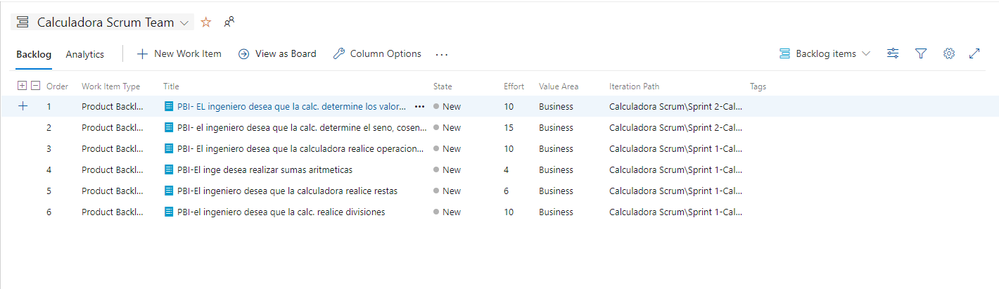 Calculadora Scrum Team
Backlog Analytics New Work Item View as Board Column Options ... Backlog items
Order Work Item Type Title State Effort Value Area Iteration Path Tags
1 Product Backl... PBI- EL ingeniero desea que la calc. determine los valor... ... New 10 Business Calculadora Scrum\Sprint 2-Cal...
2 Product Backl... PBI- el ingeniero desea que la calc. determine el seno, cosen... New 15 Business Calculadora Scrum\Sprint 2-Cal...
3 Product Backl... PBI- El ingeniero desea que la calculadora realice operacion... New 10 Business Calculadora Scrum\Sprint 1-Cal...
4 Product Backl... PBI-El inge desea realizar sumas aritmeticas New 4 Business Calculadora Scrum\Sprint 1-Cal...
5 Product Backl... PBI-El ingeniero desea que la calculadora realice restas New 6 Business Calculadora Scrum\Sprint 1-Cal...
6 Product Backl... PBI-el ingeniero desea que la calc. realice divisiones New 10 Business Calculadora Scrum\Sprint 1-Cal...